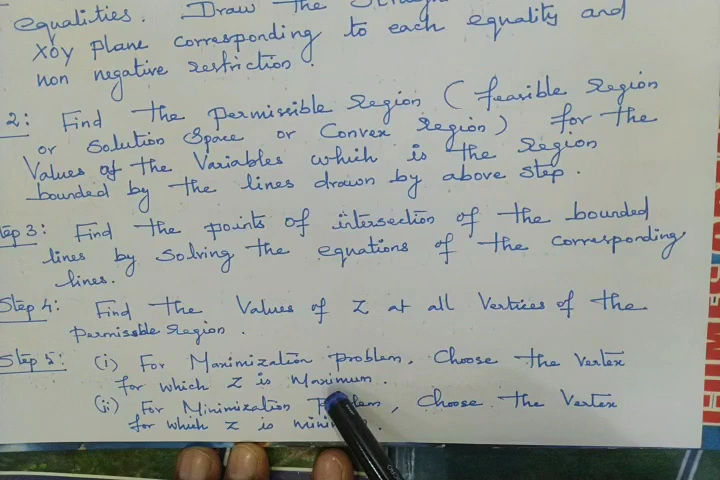 equalities. Draw the
XOY plane corresponding to each equality and
non negative restriction.
2: Find the permissible region (feasible region
or solution space or convex region) for the
Values of the Variables which is the region
bounded by the lines drawn by above step.
tep 3: Find the points of intersection of the bounded
lines by solving the equations of the corresponding
lines.
Step 4: Find the Values of Z at all Vertices of the
Permissble region.
Step 5: (i) For Maximization problem, Choose the Vertex
for which Z is Maximum.
(ii) For Minimization, Choose the Vertex
for which Z is